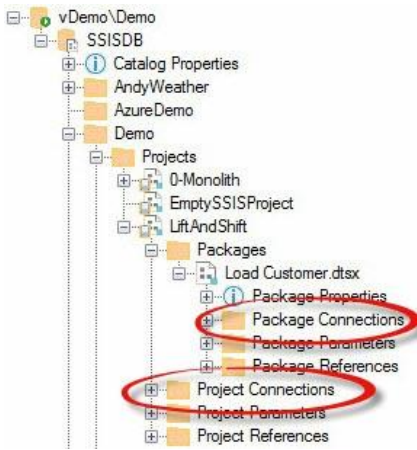 vDemo\Demo
SSISDB
Catalog Properties
AndyWeather
AzureDemo
Demo
Projects
0-Monolith
EmptySSISProject
LiftAndShift
Packages
Load Customer.dtsx
Package Properties
Package Connections
Package Parameters
Package References
Project Connections
Project Parameters
Project References